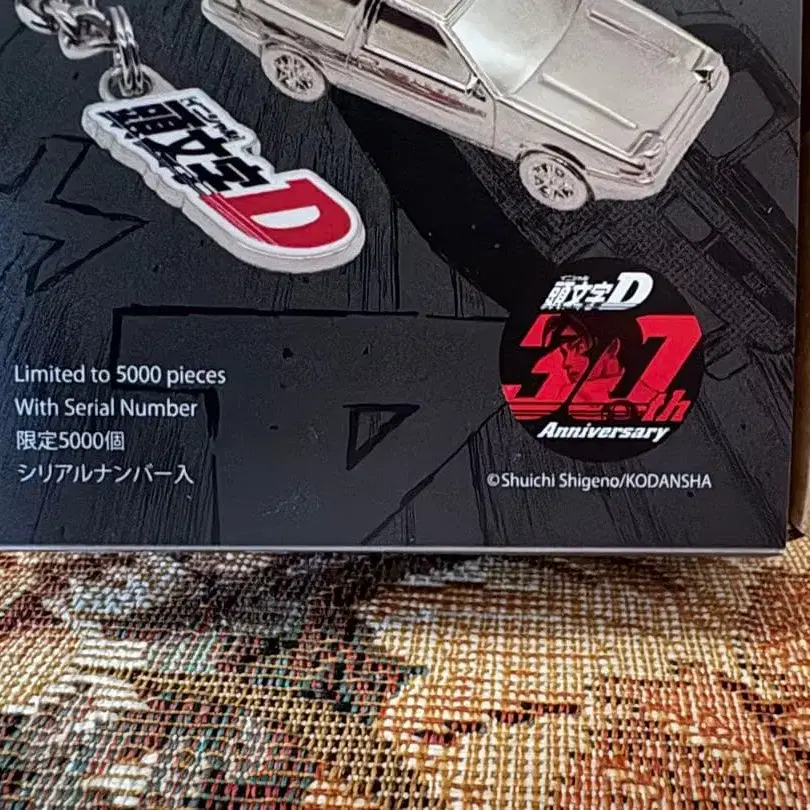 頭文字D
頭文字D
30th
Anniversary
Limited to 5000 pieces
With Serial Number
限定5000個
シリアルナンバー入
©Shuichi Shigeno/KODANSHA